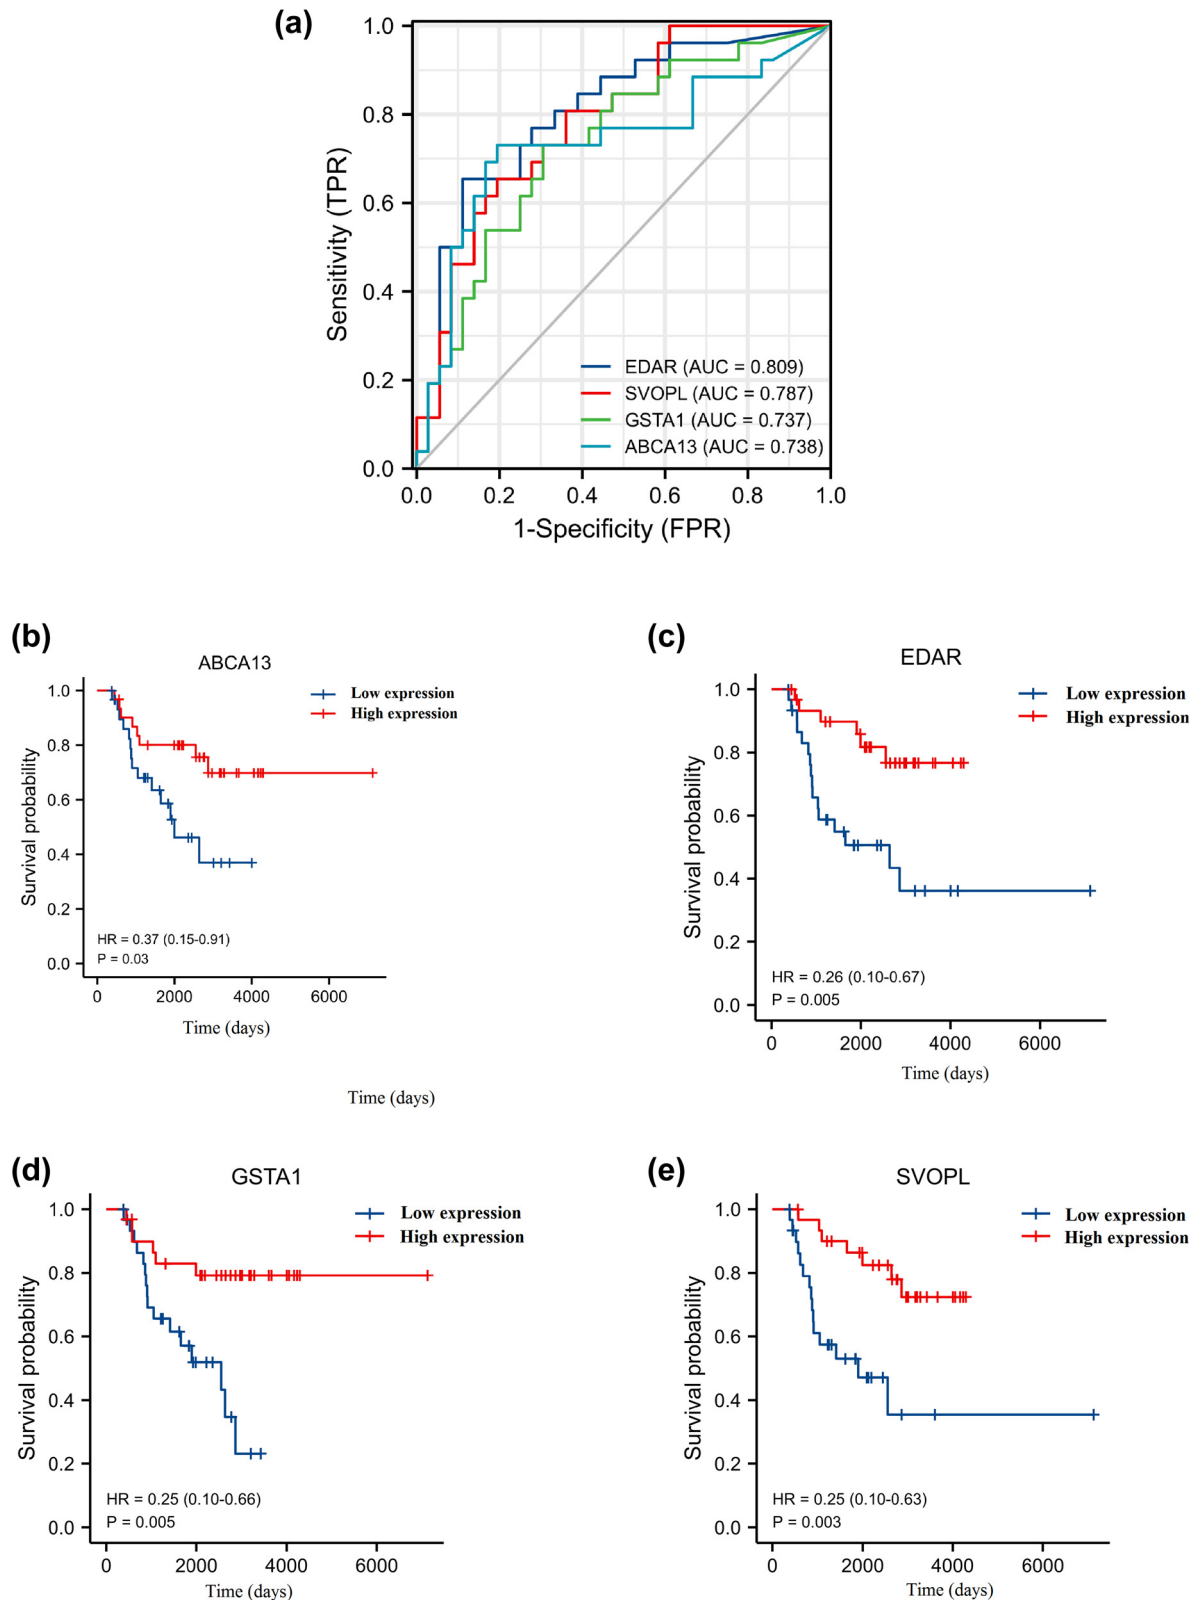 (a)
1.0
0.8
0.6
0.4
0.2
0.0
Sensitivity (TPR)
EDAR (AUC = 0.809)
SVOPL (AUC = 0.787)
GSTA1 (AUC = 0.737)
ABCA13 (AUC = 0.738)
0.0 0.2 0.4 0.6 0.8 1.0
1-Specificity (FPR)
(b)
ABCA13
Low expression
High expression
1.0
0.8
0.6
0.4
0.2
0.0
Survival probability
HR = 0.37 (0.15-0.91)
P = 0.03
0 2000 4000 6000
Time (days)
Time (days)
(c)
EDAR
Low expression
High expression
1.0
0.8
0.6
0.4
0.2
0.0
Survival probability
HR = 0.26 (0.10-0.67)
P = 0.005
0 2000 4000 6000
Time (days)
(d)
GSTA1
Low expression
High expression
1.0
0.8
0.6
0.4
0.2
0.0
Survival probability
HR = 0.25 (0.10-0.66)
P = 0.005
0 2000 4000 6000
Time (days)
(e)
SVOPL
Low expression
High expression
1.0
0.8
0.6
0.4
0.2
0.0
Survival probability
HR = 0.25 (0.10-0.63)
P = 0.003
0 2000 4000 6000
Time (days)